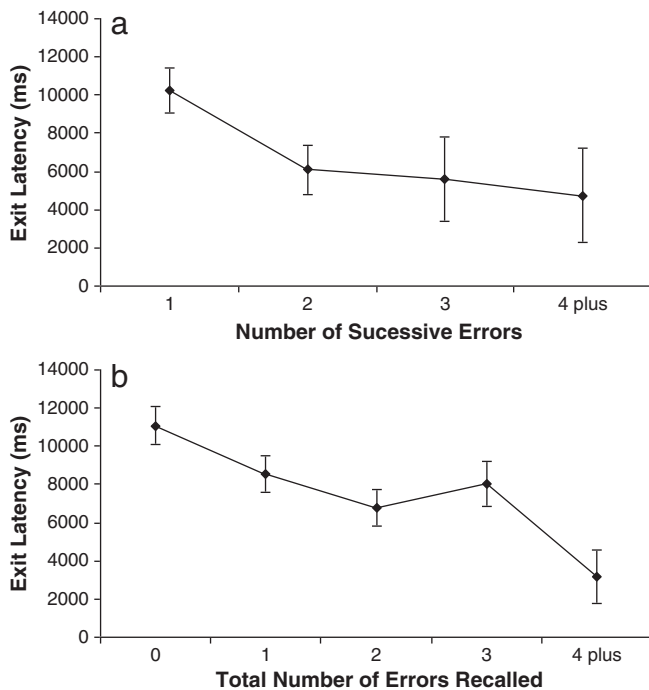 a
14000
12000
10000
8000
6000
4000
2000
0
Exit Latency (ms)
1 2 3 4 plus
Number of Sucessive Errors
b
14000
12000
10000
8000
6000
4000
2000
0
Exit Latency (ms)
0 1 2 3 4 plus
Total Number of Errors Recalled